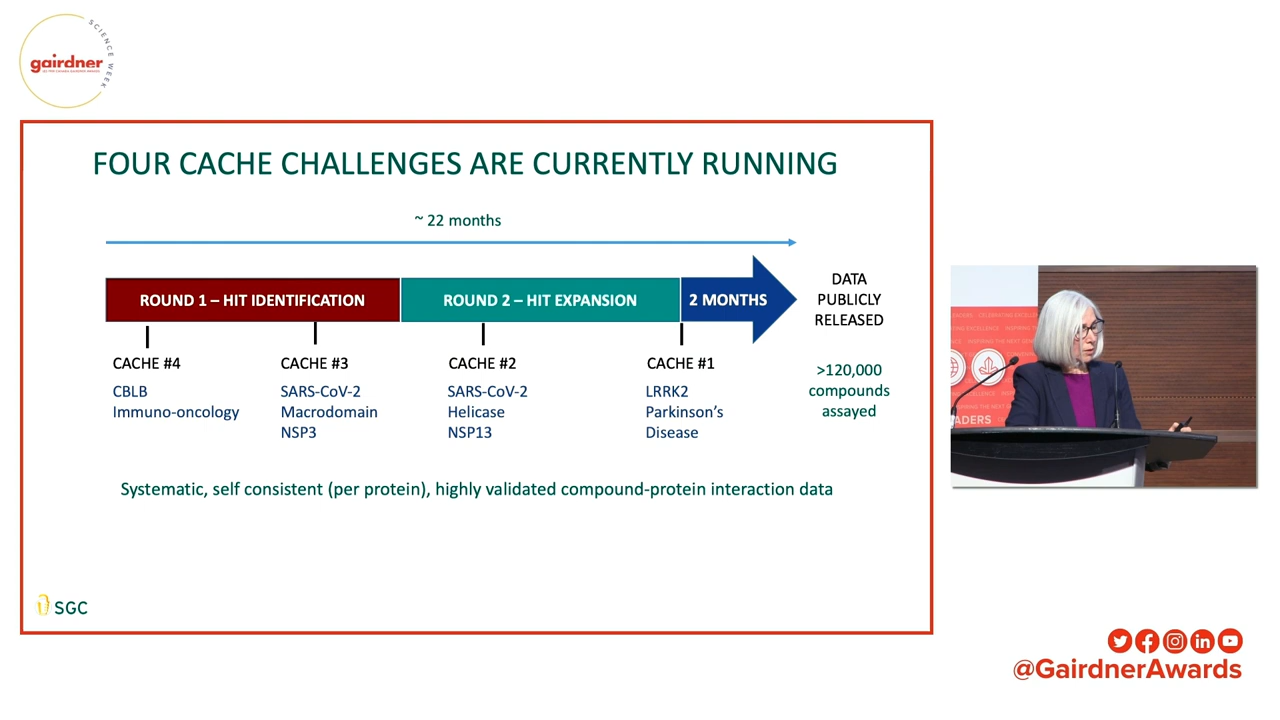 SCIENCE WEEK
gairdner
FOUR CACHE CHALLENGES ARE CURRENTLY RUNNING
~ 22 months
ROUND 1 – HIT IDENTIFICATION
ROUND 2 – HIT EXPANSION
2 MONTHS
DATA
PUBLICLY
RELEASED
CACHE #4
CBLB
Immuno-oncology
CACHE #3
SARS-CoV-2
Macrodomain
NSP3
CACHE #2
SARS-CoV-2
Helicase
NSP13
CACHE #1
LRRK2
Parkinson’s
Disease
>120,000
compounds
assayed
Systematic, self consistent (per protein), highly validated compound-protein interaction data
SGC
@GairdnerAwards